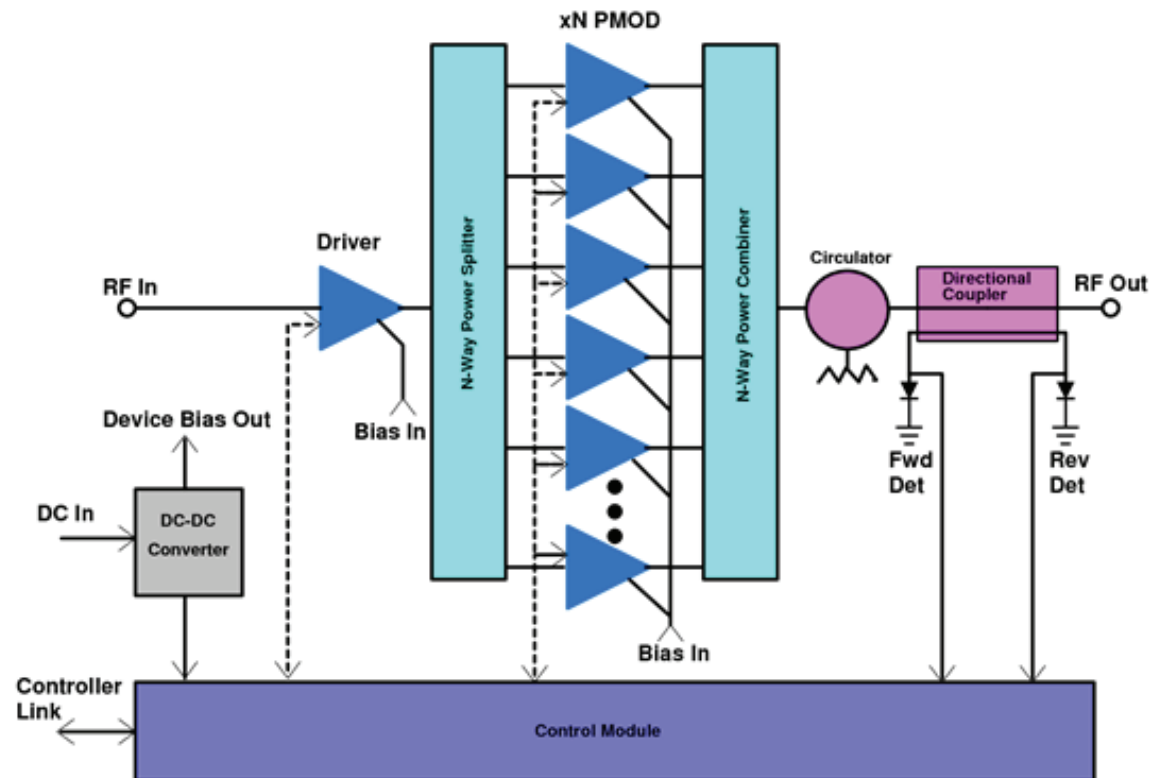 xN PMOD
Driver
RF In
N-Way Power Splitter
N-Way Power Combiner
Circulator
Directional
Coupler
RF Out
Bias In
Device Bias Out
Fwd
Det
Rev
Det
DC In
DC-DC
Converter
Bias In
Controller
Link
Control Module